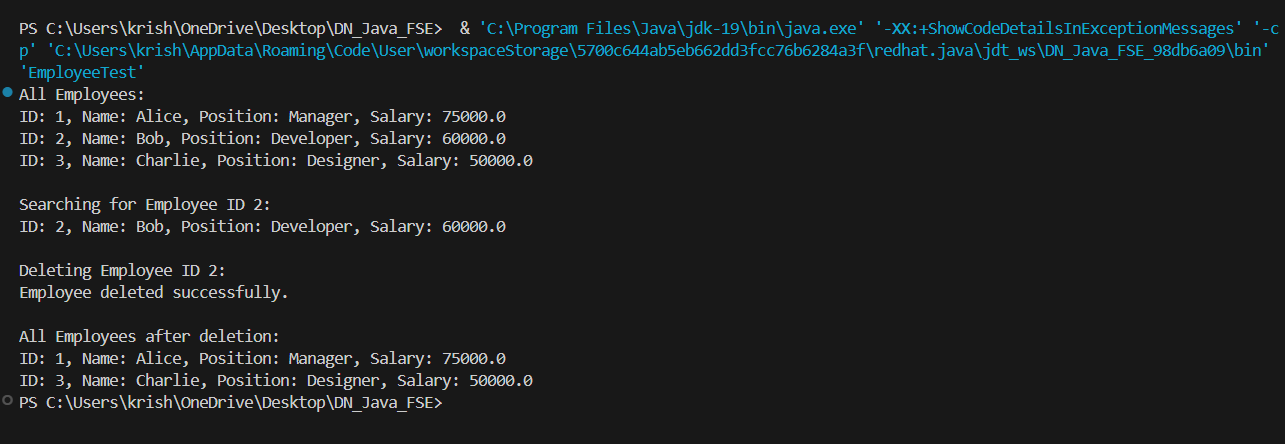 PS C:\Users\krish\OneDrive\Desktop\DN_Java_FSE>  & 'C:\Program Files\Java\jdk-19\bin\java.exe' '-XX:+ShowCodeDetailsInExceptionMessages' '-c
p' 'C:\Users\krish\AppData\Roaming\Code\User\workspaceStorage\5700c644ab5eb662dd3fcc76b6284a3f\redhat.java\jdt_ws\DN_Java_FSE_98db6a09\bin'
'EmployeeTest'
All Employees:
ID: 1, Name: Alice, Position: Manager, Salary: 75000.0
ID: 2, Name: Bob, Position: Developer, Salary: 60000.0
ID: 3, Name: Charlie, Position: Designer, Salary: 50000.0

Searching for Employee ID 2:
ID: 2, Name: Bob, Position: Developer, Salary: 60000.0

Deleting Employee ID 2:
Employee deleted successfully.

All Employees after deletion:
ID: 1, Name: Alice, Position: Manager, Salary: 75000.0
ID: 3, Name: Charlie, Position: Designer, Salary: 50000.0
PS C:\Users\krish\OneDrive\Desktop\DN_Java_FSE>